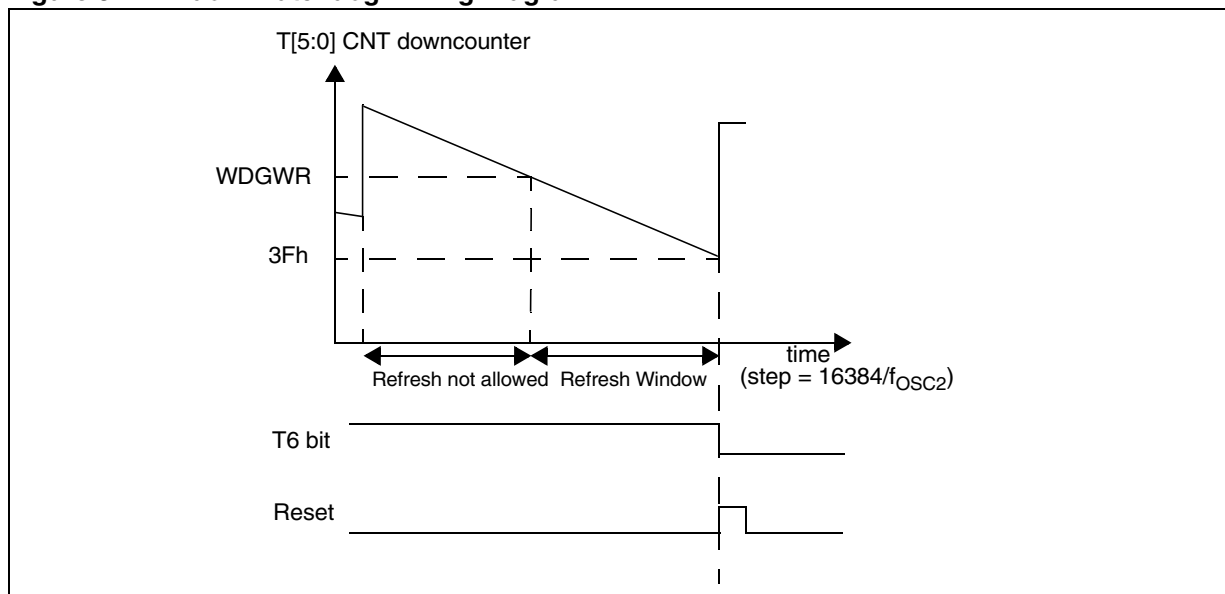 T[5:0] CNT downcounter
WDGWR
3Fh
time
Refresh not allowed Refresh Window (step = 16384/fOSC2)
T6 bit
Reset